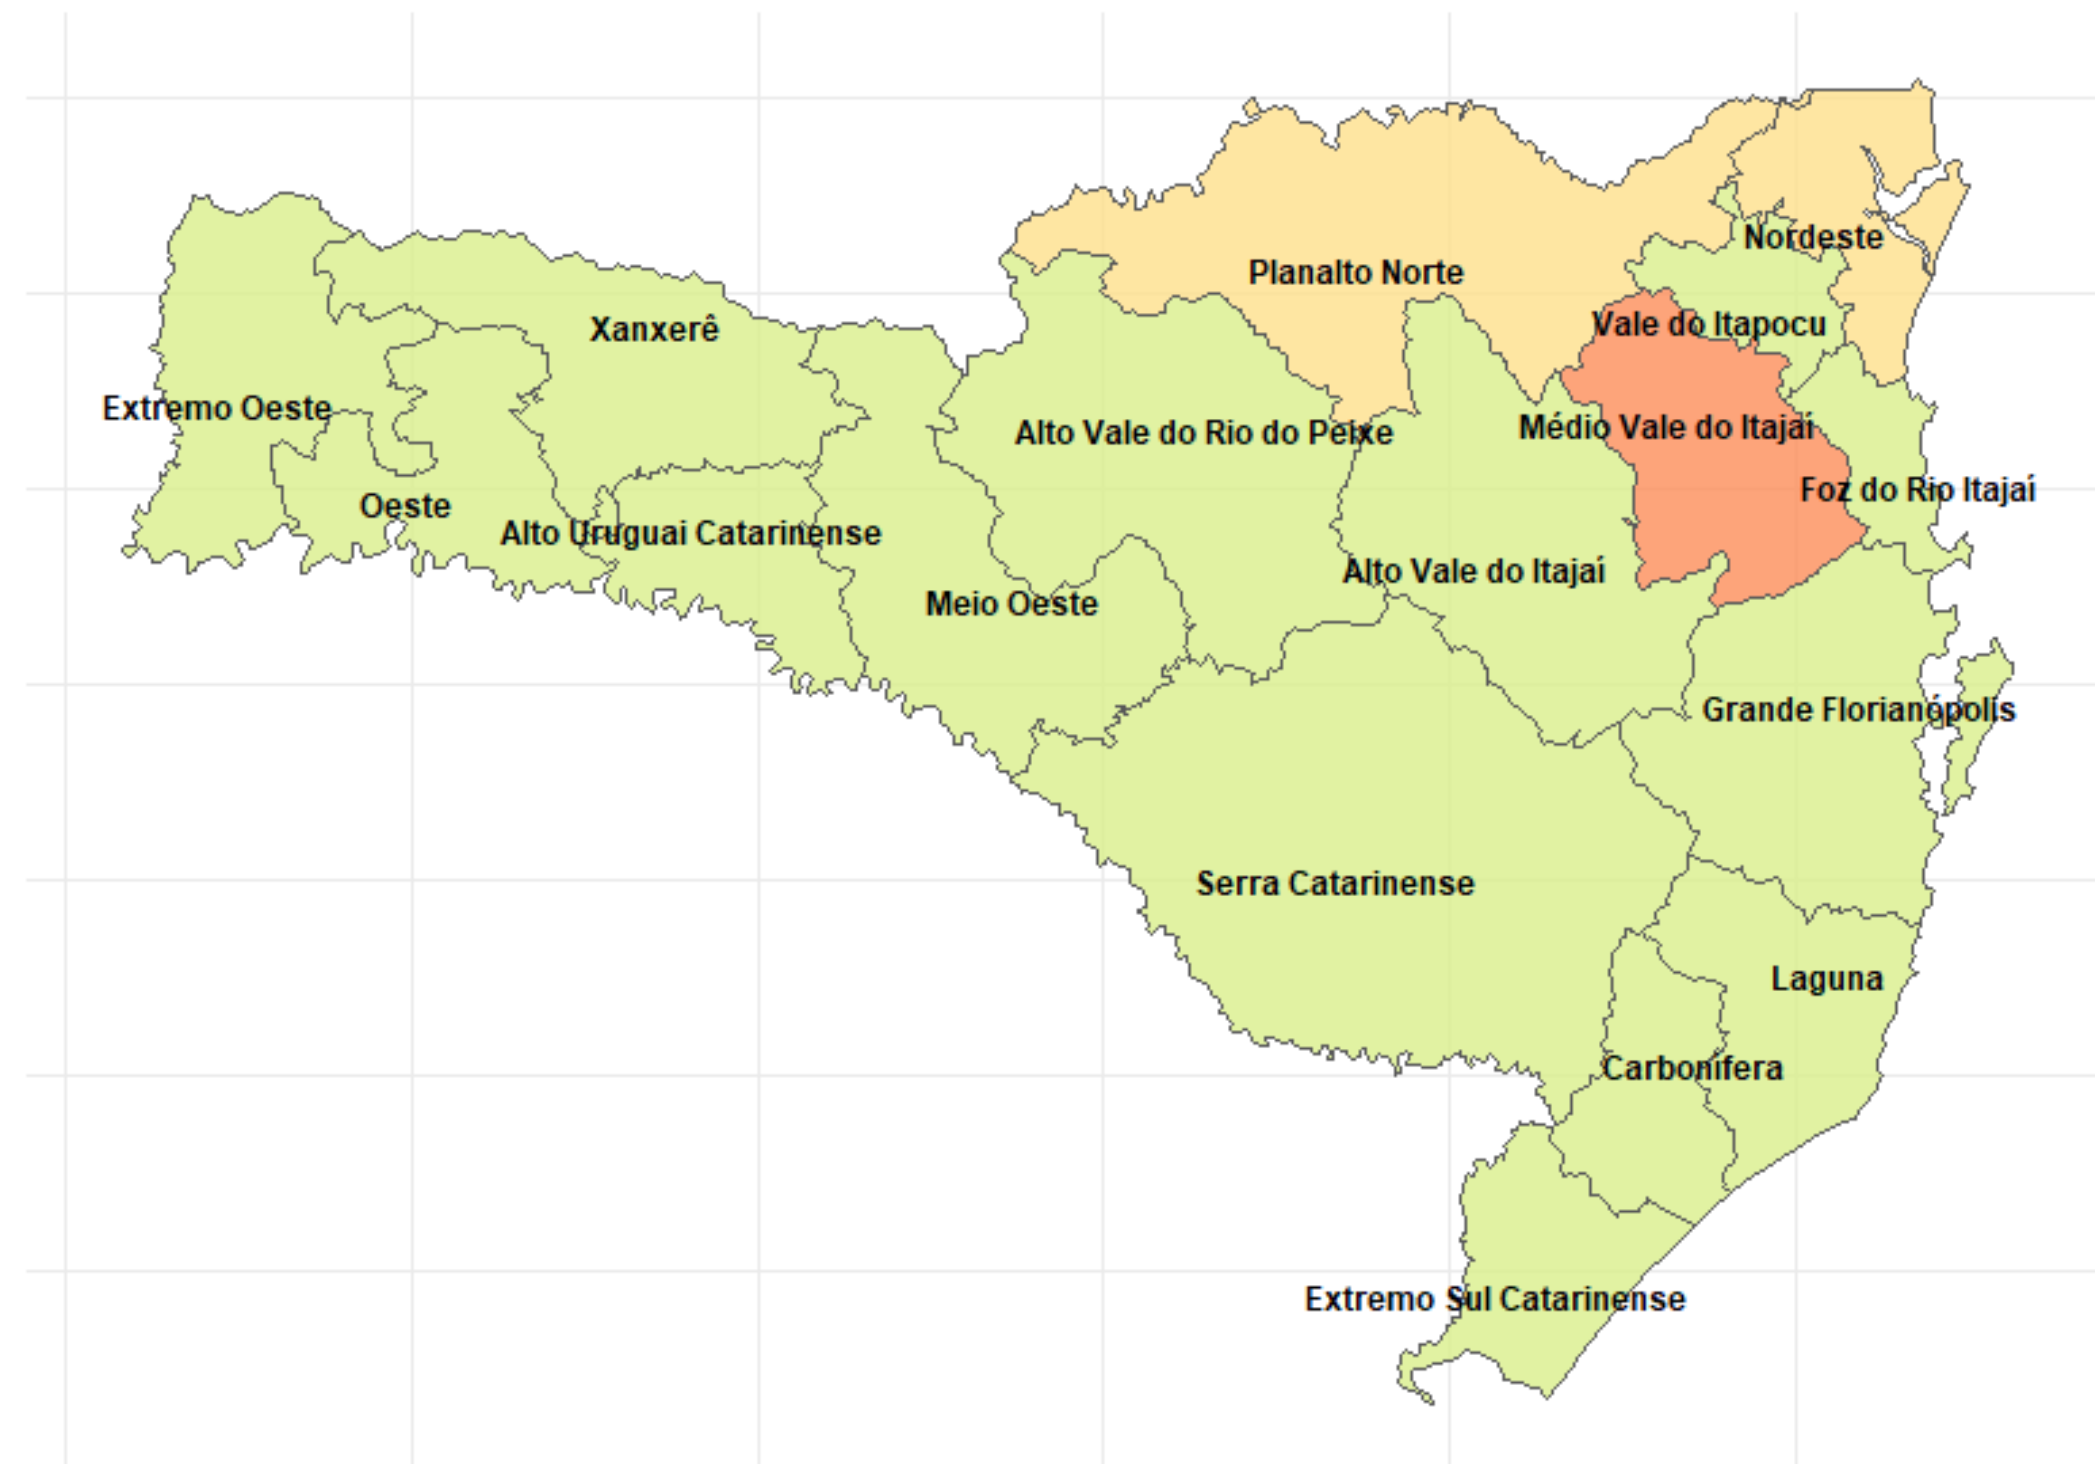 Nordeste
Planalto Norte
Vale do Itapocu
Xanxerê
Extremo Oeste
Médio Vale do Itajaí
Alto Vale do Rio do Peixe
Foz do Rio Itajaí
Oeste
Alto Uruguai Catarinense
Alto Vale do Itajaí
Meio Oeste
Grande Florianópolis
Serra Catarinense
Laguna
Carbonífera
Extremo Sul Catarinense